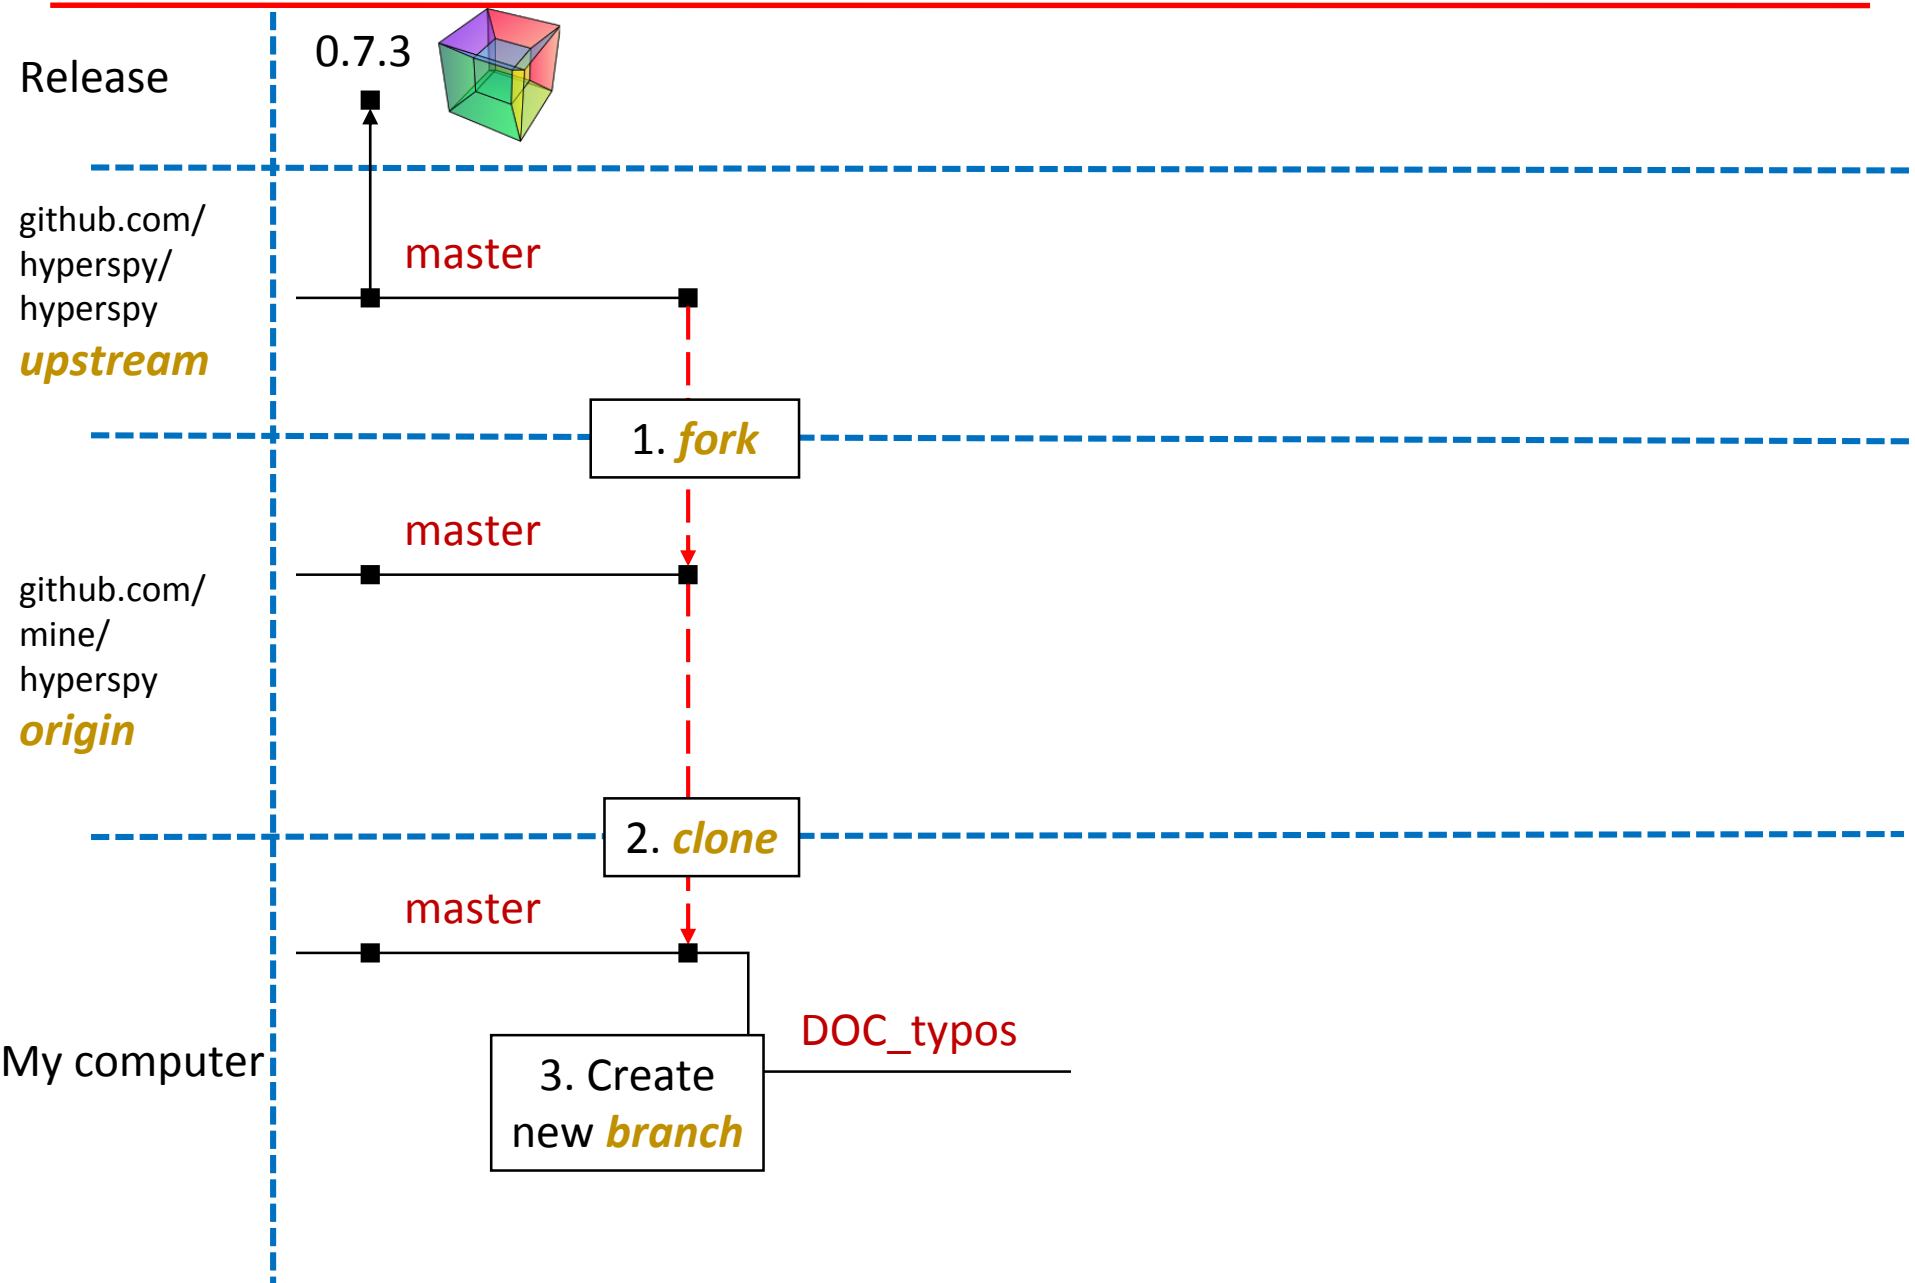 Release
0.7.3
github.com/
hyperspy/
hyperspy
upstream
master
1. fork
github.com/
mine/
hyperspy
origin
master
2. clone
master
My computer
3. Create
new branch
DOC_typos